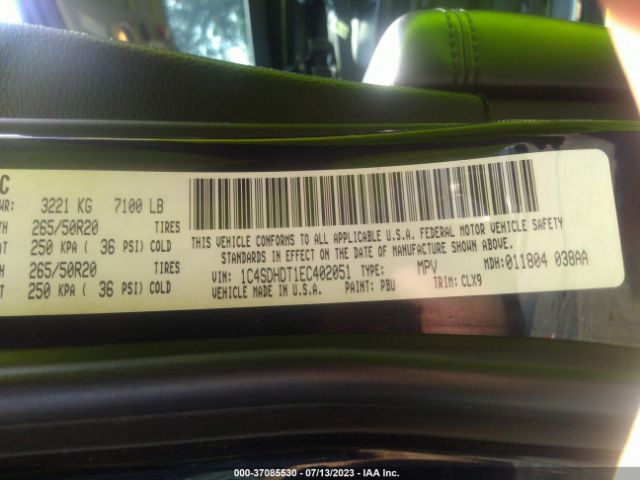 C
WR: 3221 KG 7100 LB
TH 265/50R20 TIRES
AT 250 KPA ( 36 PSI) COLD
H 265/50R20 TIRES
T 250 KPA ( 36 PSI) COLD
THIS VEHICLE CONFORMS TO ALL APPLICABLE U.S.A. FEDERAL MOTOR VEHICLE SAFETY
STANDARDS IN EFFECT ON THE DATE OF MANUFACTURE SHOWN ABOVE.
VIN: 1C4SDHDT1EC402051 TYPE: MPV MDH:011804 038AA
VEHICLE MADE IN U.S.A. PAINT: PBU TRIM: CLX9
000-37085530 - 07/13/2023 - IAA Inc.